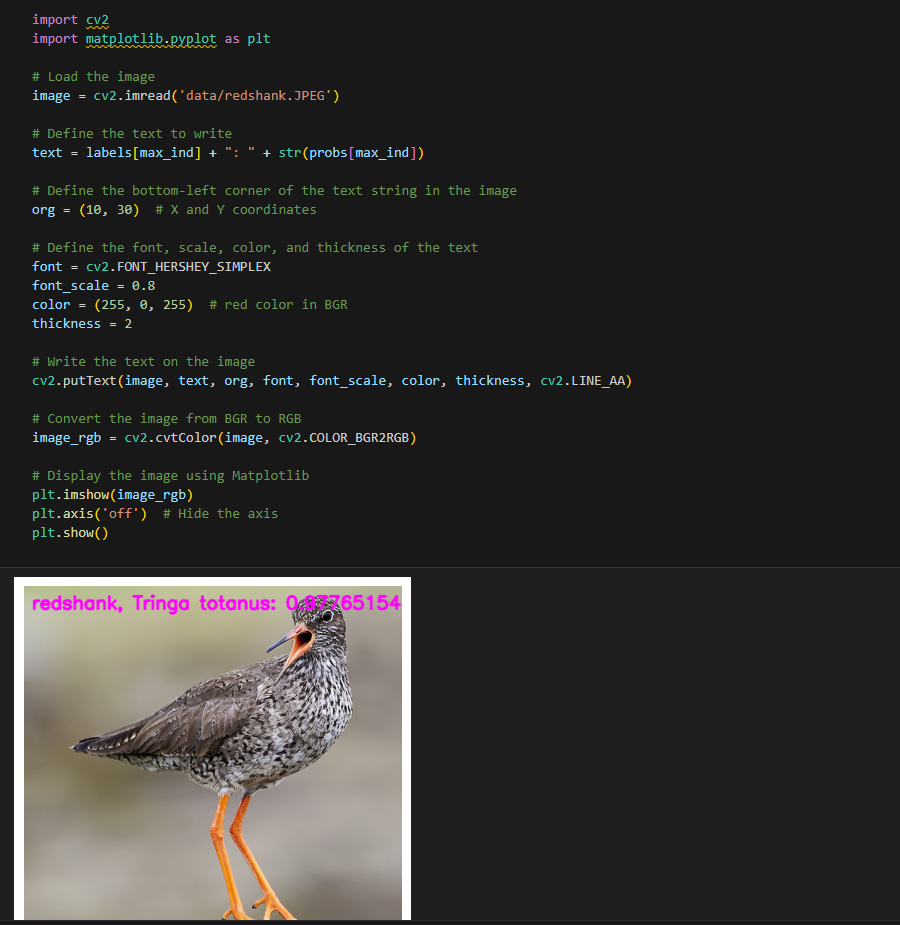 import cv2
import matplotlib.pyplot as plt
# Load the image
image = cv2.imread('data/redshank.JPEG')
# Define the text to write
text = labels[max_ind] + ": " + str(probs[max_ind])
# Define the bottom-left corner of the text string in the image
org = (10, 30)  # X and Y coordinates
# Define the font, scale, color, and thickness of the text
font = cv2.FONT_HERSHEY_SIMPLEX
font_scale = 0.8
color = (255, 0, 255)  # red color in BGR
thickness = 2
# Write the text on the image
cv2.putText(image, text, org, font, font_scale, color, thickness, cv2.LINE_AA)
# Convert the image from BGR to RGB
image_rgb = cv2.cvtColor(image, cv2.COLOR_BGR2RGB)
# Display the image using Matplotlib
plt.imshow(image_rgb)
plt.axis('off')  # Hide the axis
plt.show()
redshank, Tringa totanus: 0.97765154